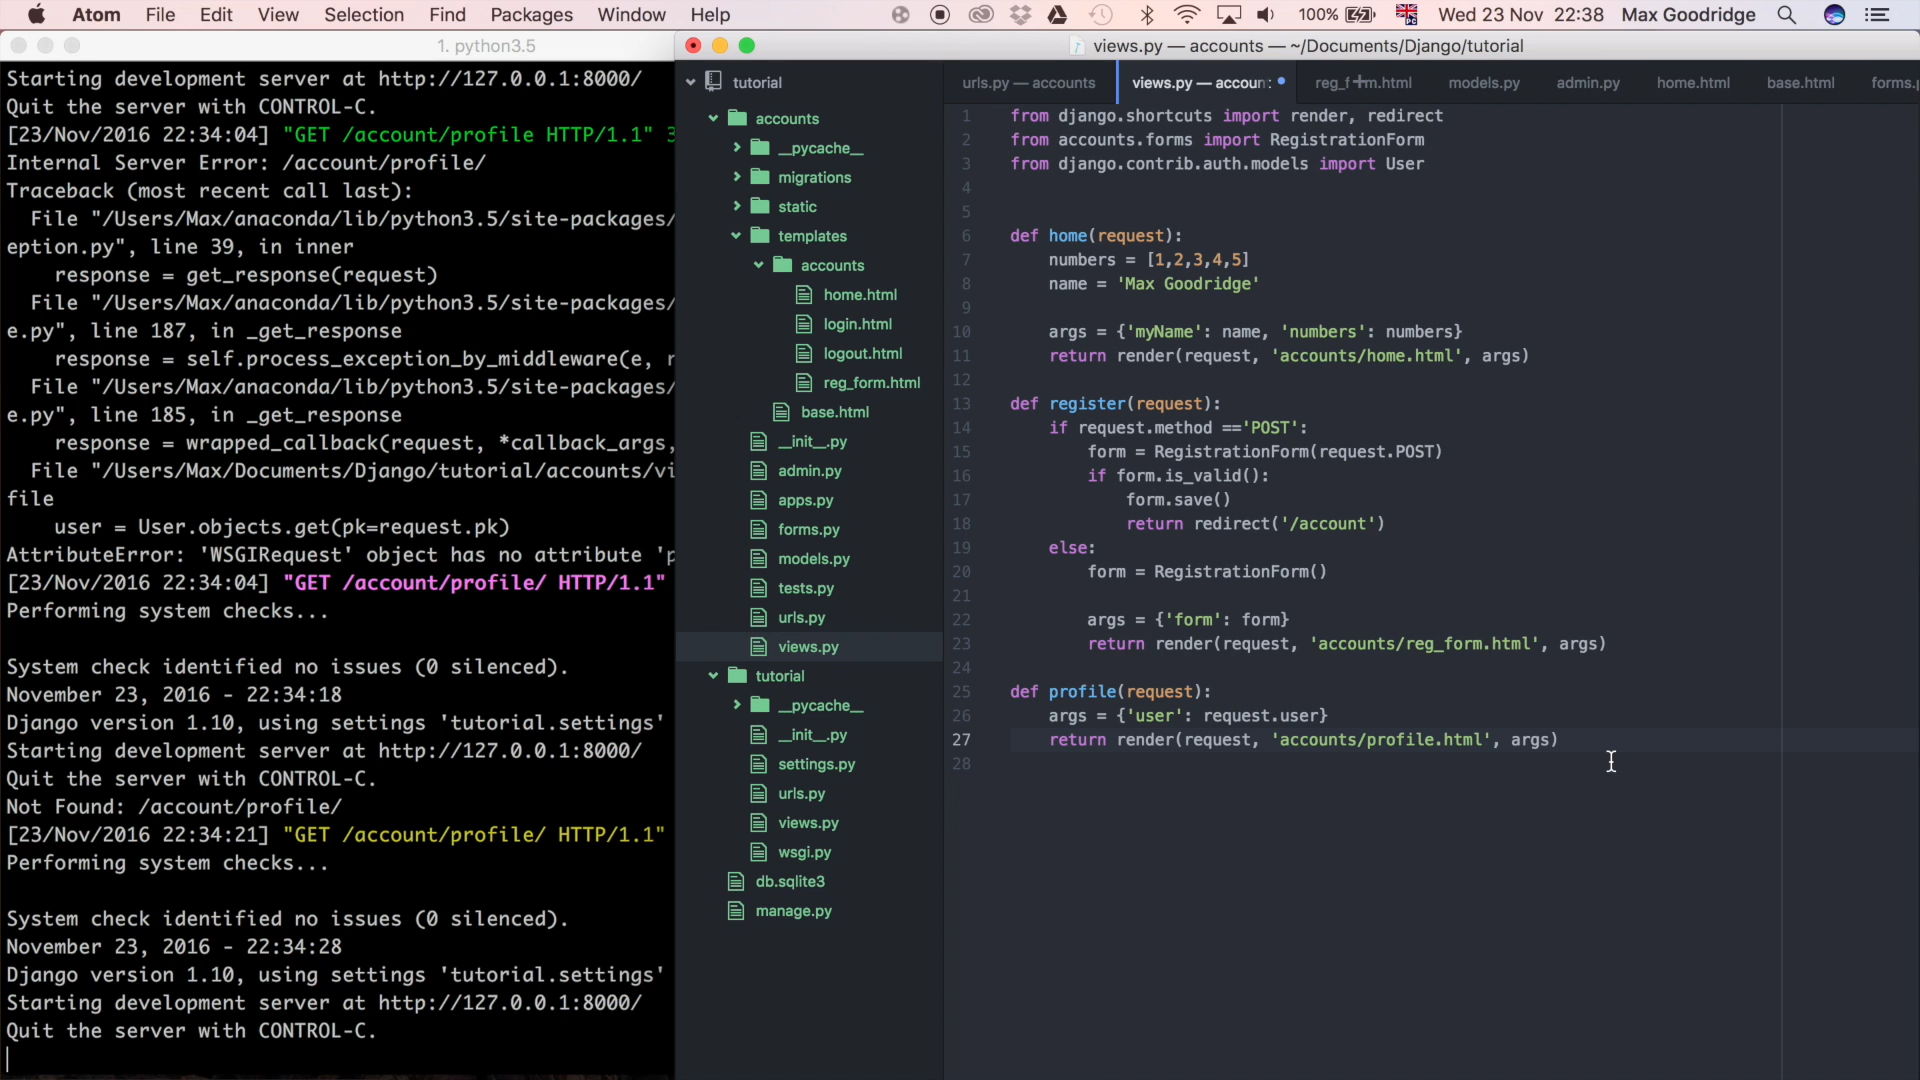 Atom File Edit View Selection Find Packages Window Help 100% Wed 23 Nov 22:38 Max Goodridge
1. python3.5
Starting development server at http://127.0.0.1:8000/
Quit the server with CONTROL-C.
[23/Nov/2016 22:34:04] "GET /account/profile HTTP/1.1" 3
Internal Server Error: /account/profile/
Traceback (most recent call last):
File "/Users/Max/anaconda/lib/python3.5/site-packages/
eption.py", line 39, in inner
response = get_response(request)
File "/Users/Max/anaconda/lib/python3.5/site-packages/
e.py", line 187, in _get_response
response = self.process_exception_by_middleware(e, r
File "/Users/Max/anaconda/lib/python3.5/site-packages/
e.py", line 185, in _get_response
response = wrapped_callback(request, *callback_args,
File "/Users/Max/Documents/Django/tutorial/accounts/vi
file
user = User.objects.get(pk=request.pk)
AttributeError: 'WSGIRequest' object has no attribute 'p
[23/Nov/2016 22:34:04] "GET /account/profile/ HTTP/1.1"
Performing system checks...
System check identified no issues (0 silenced).
November 23, 2016 - 22:34:18
Django version 1.10, using settings 'tutorial.settings'
Starting development server at http://127.0.0.1:8000/
Quit the server with CONTROL-C.
Not Found: /account/profile/
[23/Nov/2016 22:34:21] "GET /account/profile/ HTTP/1.1"
Performing system checks...
System check identified no issues (0 silenced).
November 23, 2016 - 22:34:28
Django version 1.10, using settings 'tutorial.settings'
Starting development server at http://127.0.0.1:8000/
Quit the server with CONTROL-C.
views.py — accounts — ~/Documents/Django/tutorial
tutorial
accounts
__pycache__
migrations
static
templates
accounts
home.html
login.html
logout.html
reg_form.html
base.html
__init__.py
admin.py
apps.py
forms.py
models.py
tests.py
urls.py
views.py
tutorial
__pycache__
__init__.py
settings.py
urls.py
views.py
wsgi.py
db.sqlite3
manage.py
urls.py — accounts views.py — accoun models.py admin.py home.html base.html forms.
1 from django.shortcuts import render, redirect
2 from accounts.forms import RegistrationForm
3 from django.contrib.auth.models import User
4
5
6 def home(request):
7 numbers = [1,2,3,4,5]
8 name = 'Max Goodridge'
9
10 args = {'myName': name, 'numbers': numbers}
11 return render(request, 'accounts/home.html', args)
12
13 def register(request):
14 if request.method =='POST':
15 form = RegistrationForm(request.POST)
16 if form.is_valid():
17 form.save()
18 return redirect('/account')
19 else:
20 form = RegistrationForm()
21
22 args = {'form': form}
23 return render(request, 'accounts/reg_form.html', args)
24
25 def profile(request):
26 args = {'user': request.user}
27 return render(request, 'accounts/profile.html', args)
28